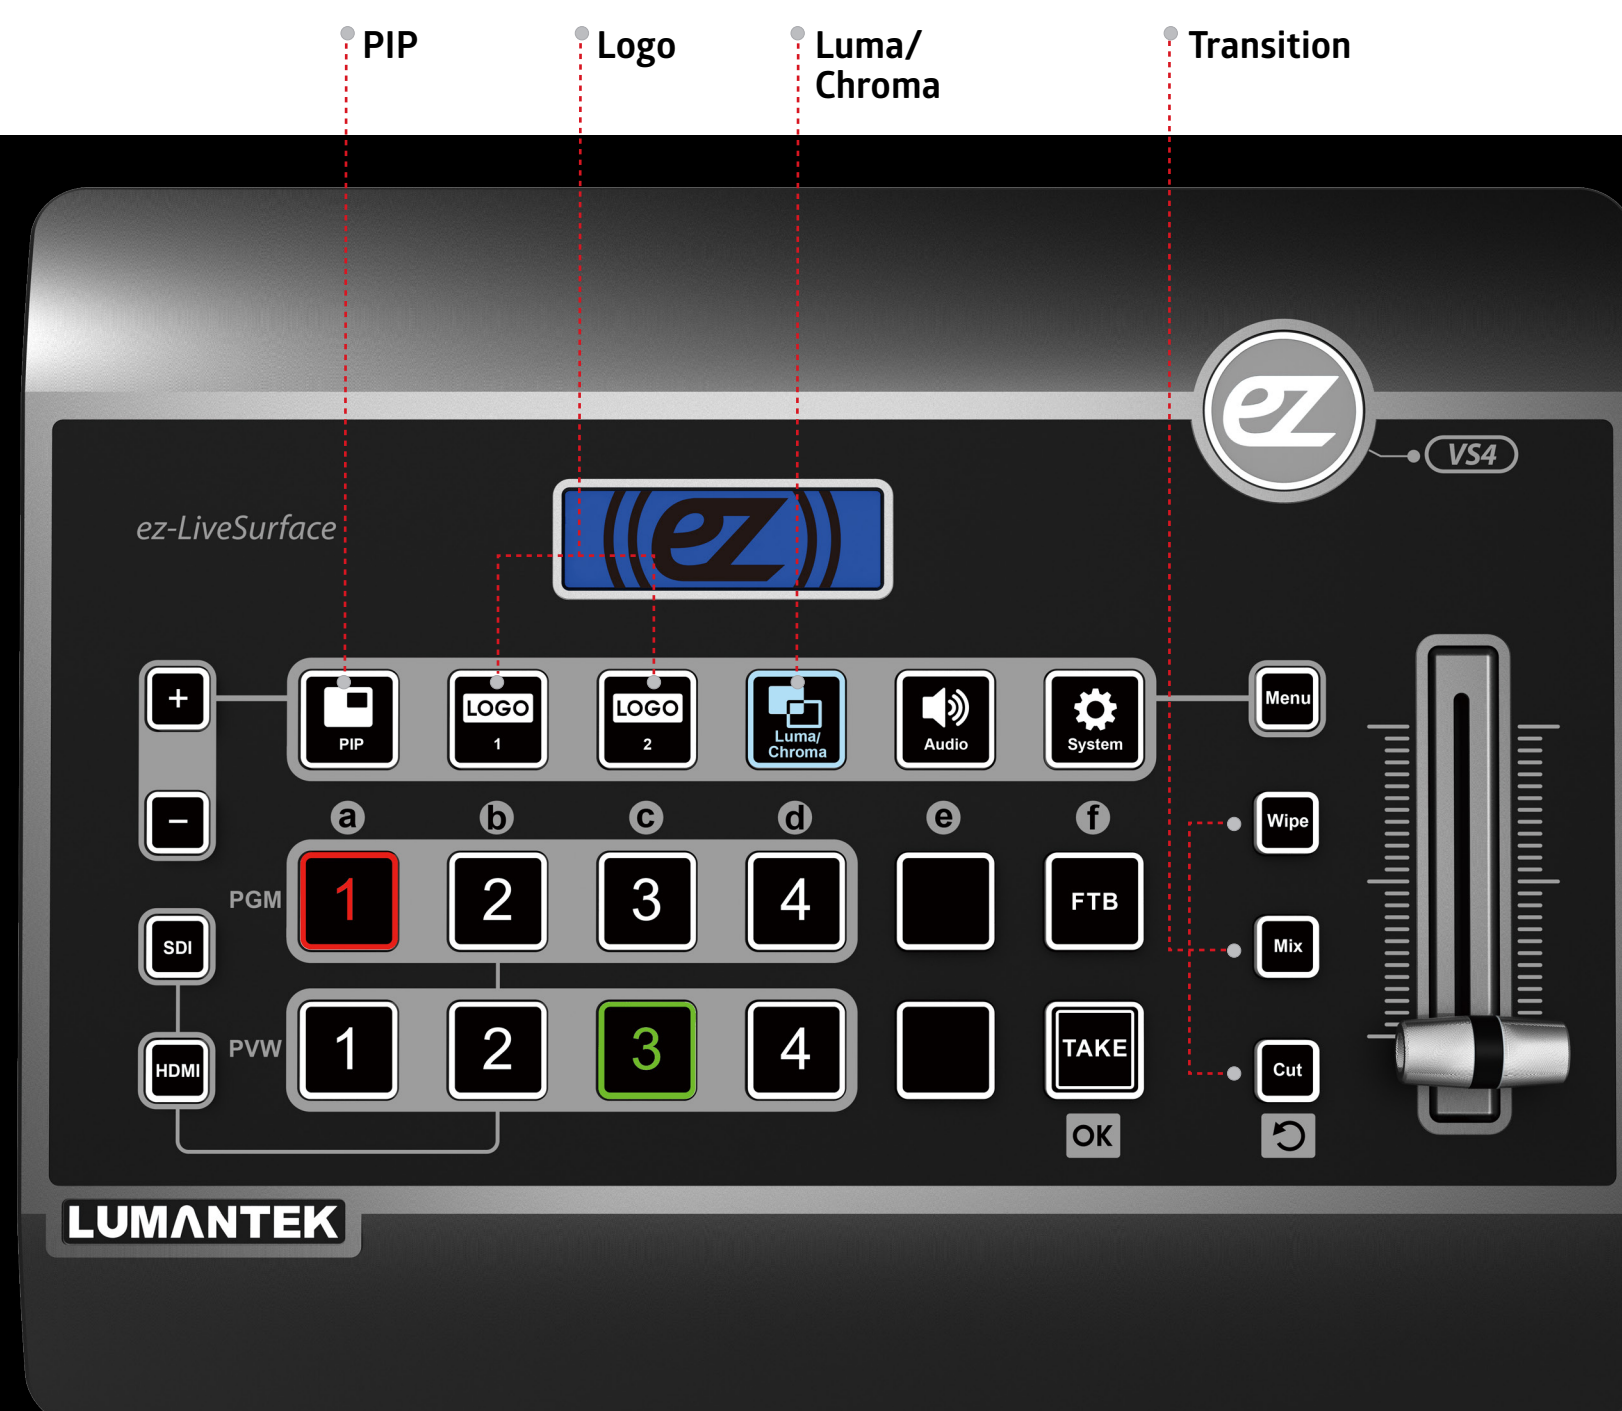 PIP
Logo
Luma/
Chroma
Transition
ez
VS4
ez-LiveSurface
ez
+
PIP
LOGO
1
LOGO
2
Luma/
Chroma
Audio
System
Menu
−
a
b
c
d
e
f
Wipe
PGM
1
2
3
4
FTB
SDI
Mix
PVW
1
2
3
4
TAKE
HDMI
Cut
OK
LUMANTEK